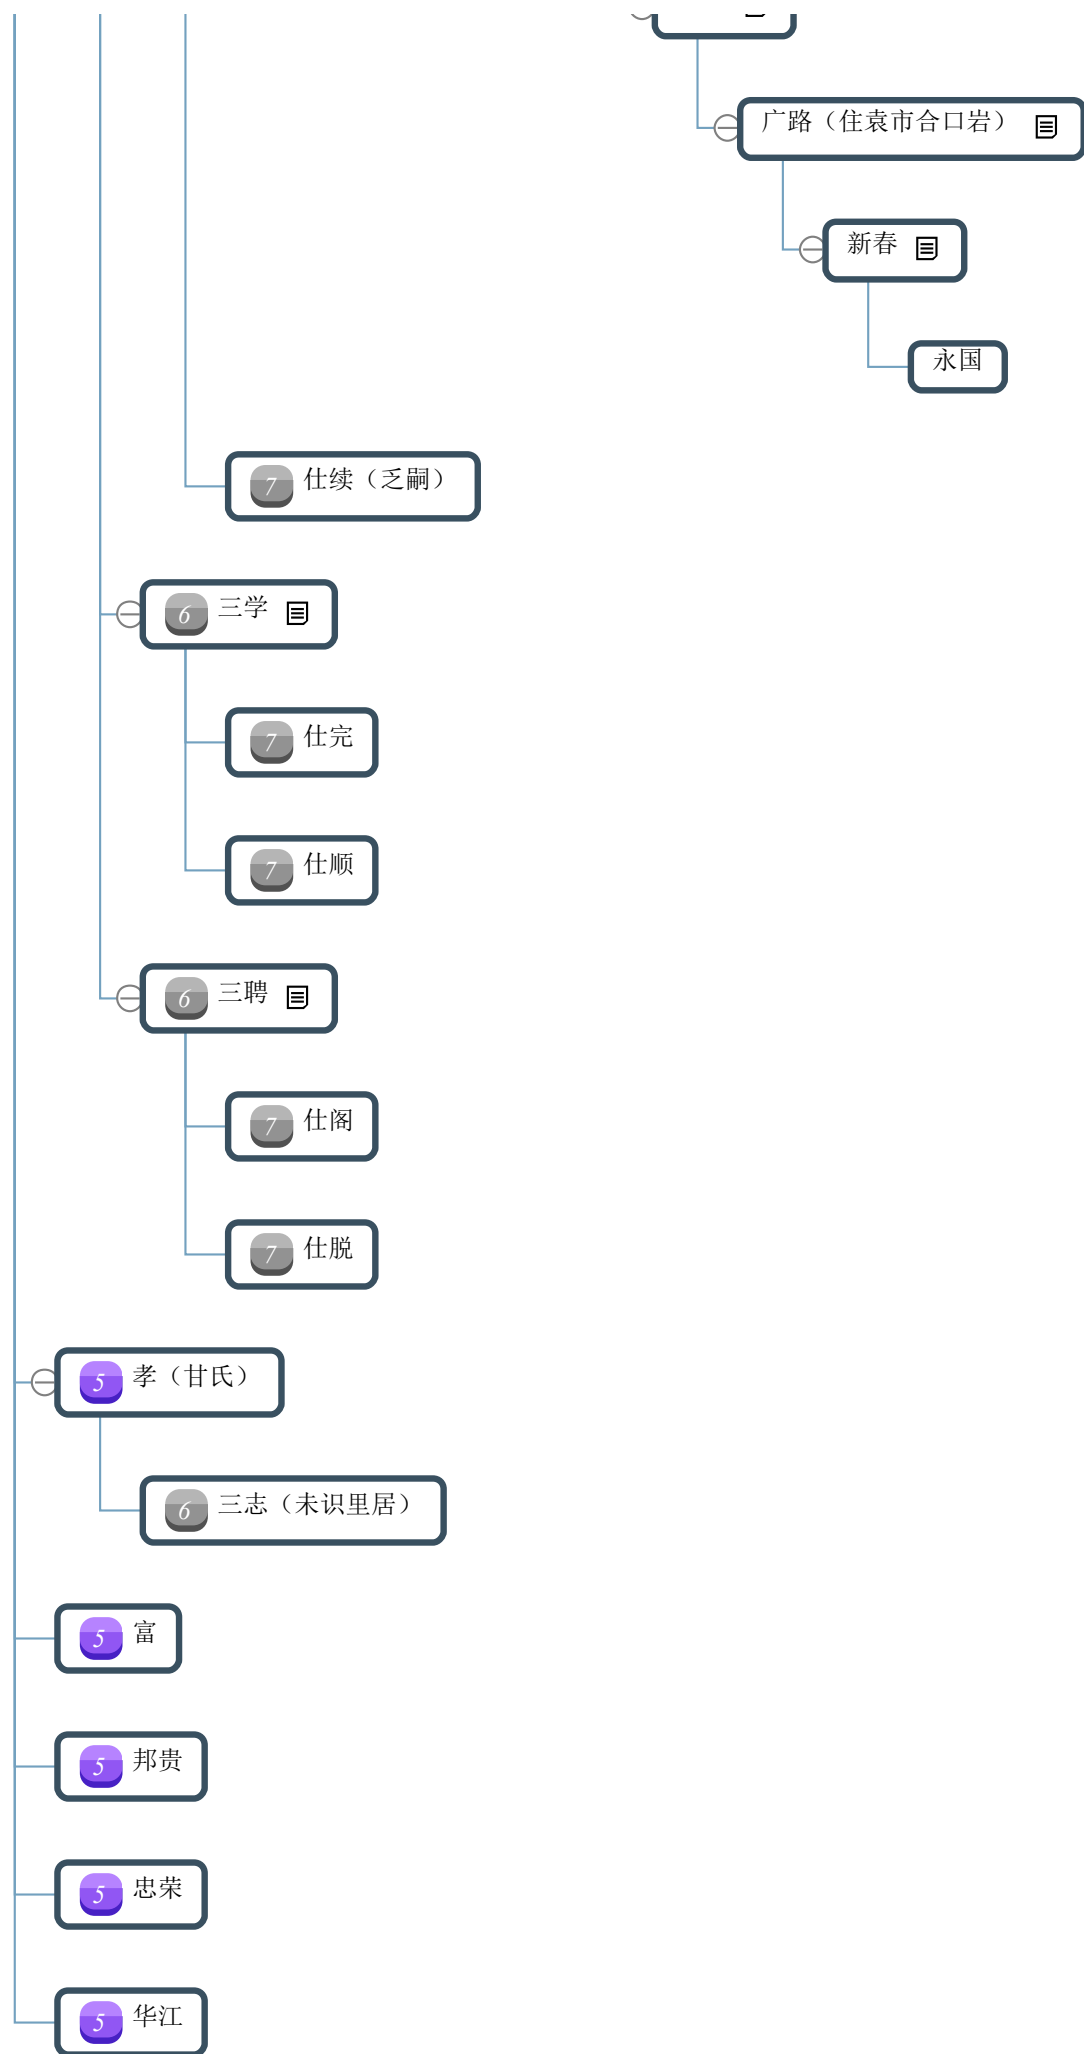 广路（住袁市合口岩）
新春
永国
7 仕续（乏嗣）
6 三学
7 仕完
7 仕顺
6 三聘
7 仕阁
7 仕脱
5 孝（甘氏）
6 三志（未识里居）
5 富
5 邦贵
5 忠荣
5 华江